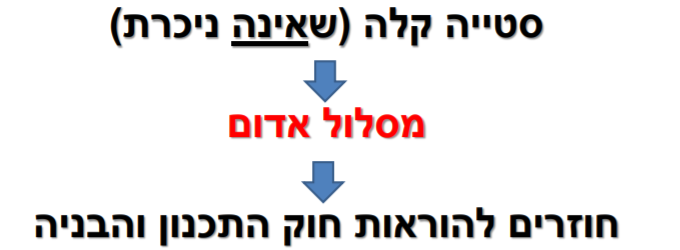 סטייה קלה (שאינה ניכרת)
מסלול אדום
חוזרים להוראות חוק התכנון והבניה